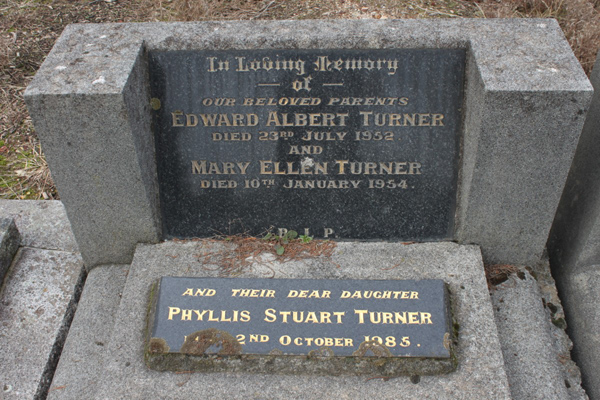 In Loving Memory
— of —
OUR BELOVED PARENTS
EDWARD ALBERT TURNER
DIED 23RD JULY 1952
AND
MARY ELLEN TURNER
DIED 10TH JANUARY 1954.
R. I. P.
AND THEIR DEAR DAUGHTER
PHYLLIS STUART TURNER
2ND OCTOBER 1985.